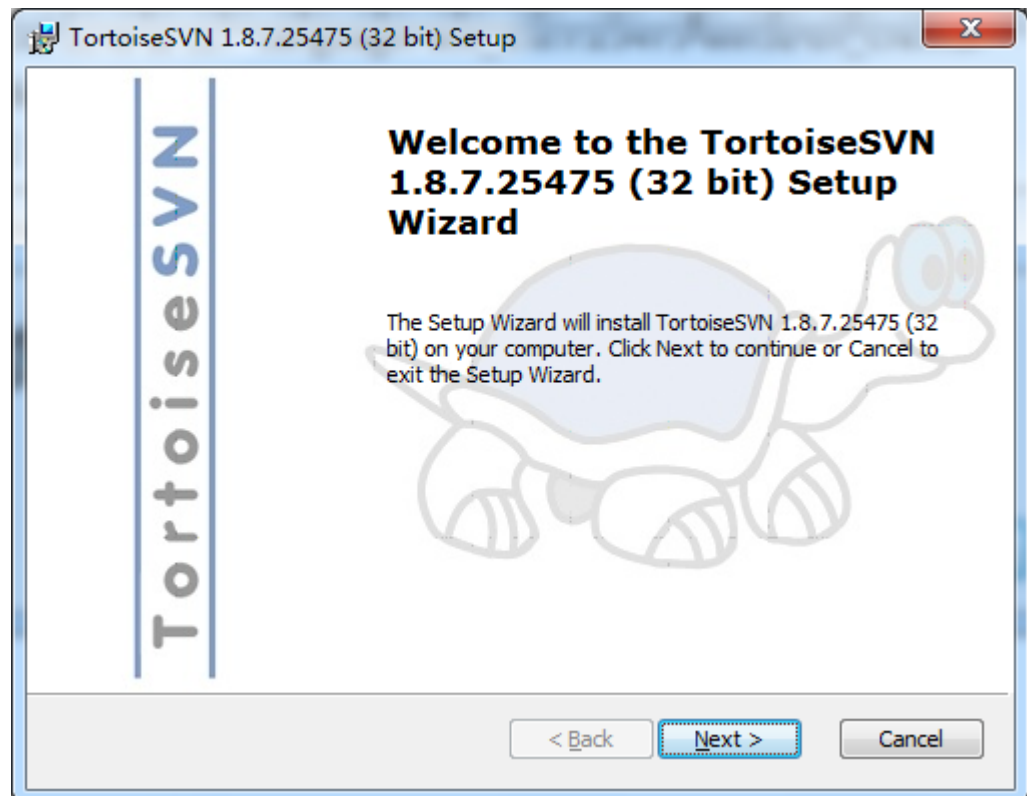 TortoiseSVN 1.8.7.25475 (32 bit) Setup
TortoiseSVN
Welcome to the TortoiseSVN
1.8.7.25475 (32 bit) Setup
Wizard
The Setup Wizard will install TortoiseSVN 1.8.7.25475 (32
bit) on your computer. Click Next to continue or Cancel to
exit the Setup Wizard.
< Back
Next >
Cancel